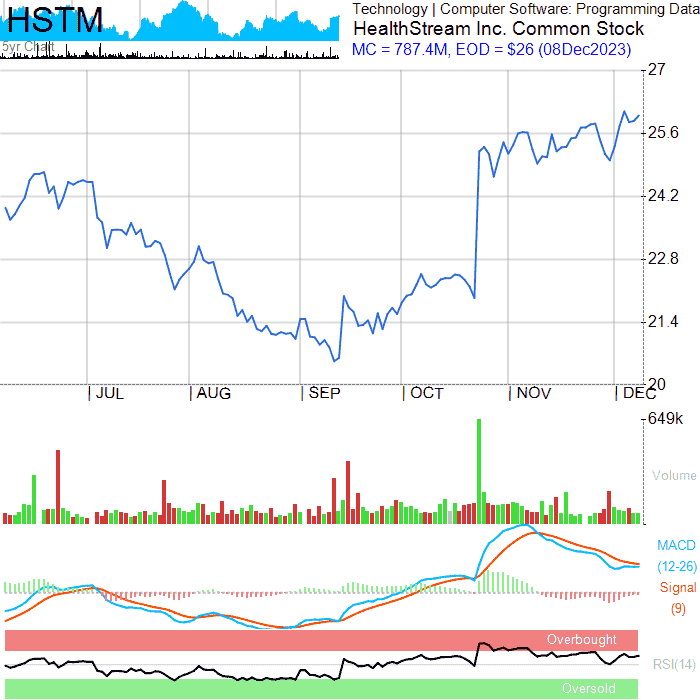 HSTM
5yr Chart
Technology | Computer Software: Programming Data
HealthStream Inc. Common Stock
MC = 787.4M, EOD = $26 (08Dec2023)
27
25.6
24.2
22.8
21.4
20
JUL AUG SEP OCT NOV DEC
649k
Volume
MACD
(12-26)
Signal
(9)
Overbought
RSI(14)
Oversold